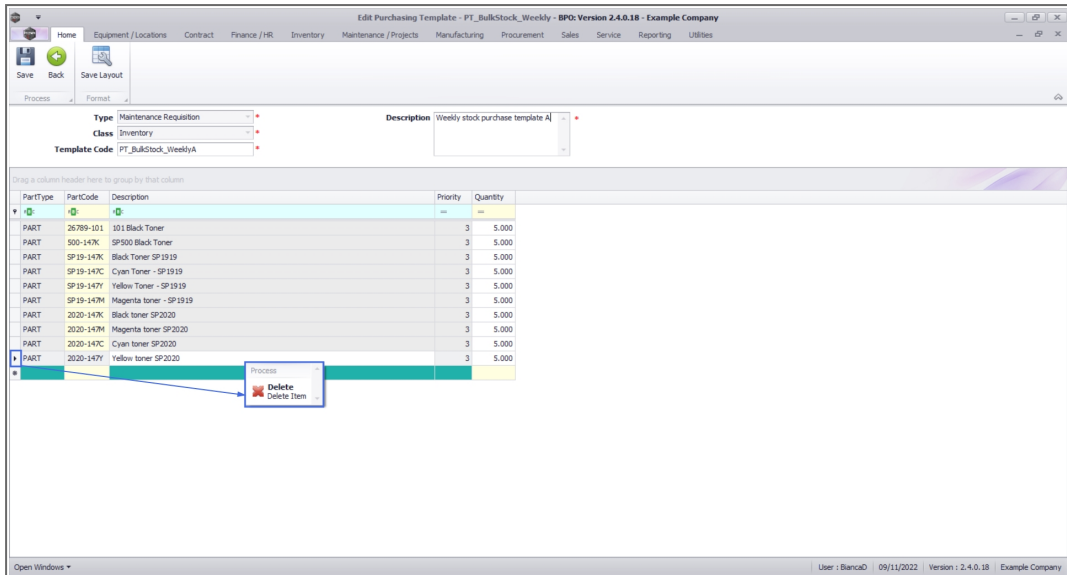 Edit Purchasing Template - PT_BulkStock_Weekly - BPO: Version 2.4.0.18 - Example Company
Home Equipment / Locations Contract Finance / HR Inventory Maintenance / Projects Manufacturing Procurement Sales Service Reporting Utilities
Save Back Save Layout
Process Format
Type Maintenance Requisition * Description Weekly stock purchase template A *
Class Inventory *
Template Code PT_BulkStock_WeeklyA *
Drag a column header here to group by that column
PartType PartCode Description Priority Quantity
= =
PART 26789-101 101 Black Toner 3 5.000
PART 500-147K SP500 Black Toner 3 5.000
PART SP19-147K Black Toner SP1919 3 5.000
PART SP19-147C Cyan Toner - SP1919 3 5.000
PART SP19-147Y Yellow Toner - SP1919 3 5.000
PART SP19-147M Magenta toner - SP1919 3 5.000
PART 2020-147K Black toner SP2020 3 5.000
PART 2020-147M Magenta toner SP2020 3 5.000
PART 2020-147C Cyan toner SP2020 3 5.000
PART 2020-147Y Yellow toner SP2020 3 5.000
Process
Delete
Delete Item
Open Windows User : BiancaD 09/11/2022 Version : 2.4.0.18 Example Company